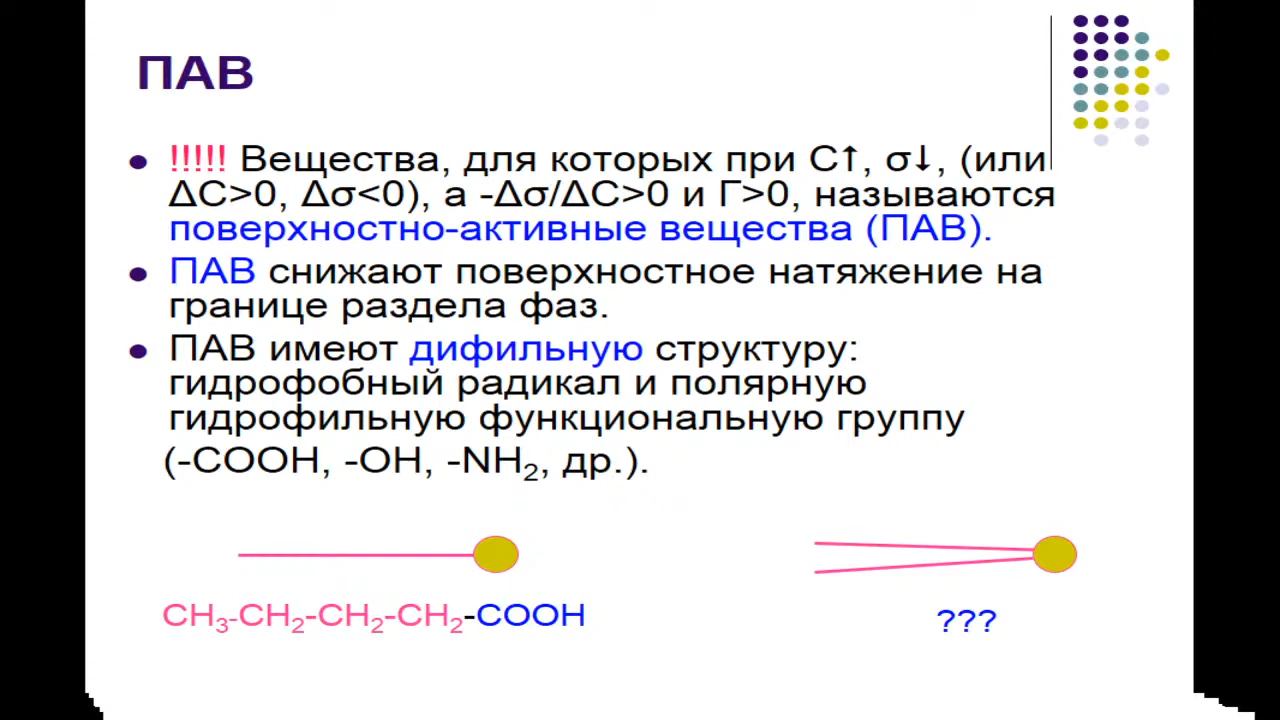 ПАВ
!!!!! Вещества, для которых при С↑, σ↓, (или
ΔС>0, Δσ<0), а -Δσ/ΔС>0 и Г>0, называются
поверхностно-активные вещества (ПАВ).
ПАВ снижают поверхностное натяжение на
границе раздела фаз.
ПАВ имеют дифильную структуру:
гидрофобный радикал и полярную
гидрофильную функциональную группу
(-COOH, -OH, -NH₂, др.).
CH₃-CH₂-CH₂-CH₂-COOH
???